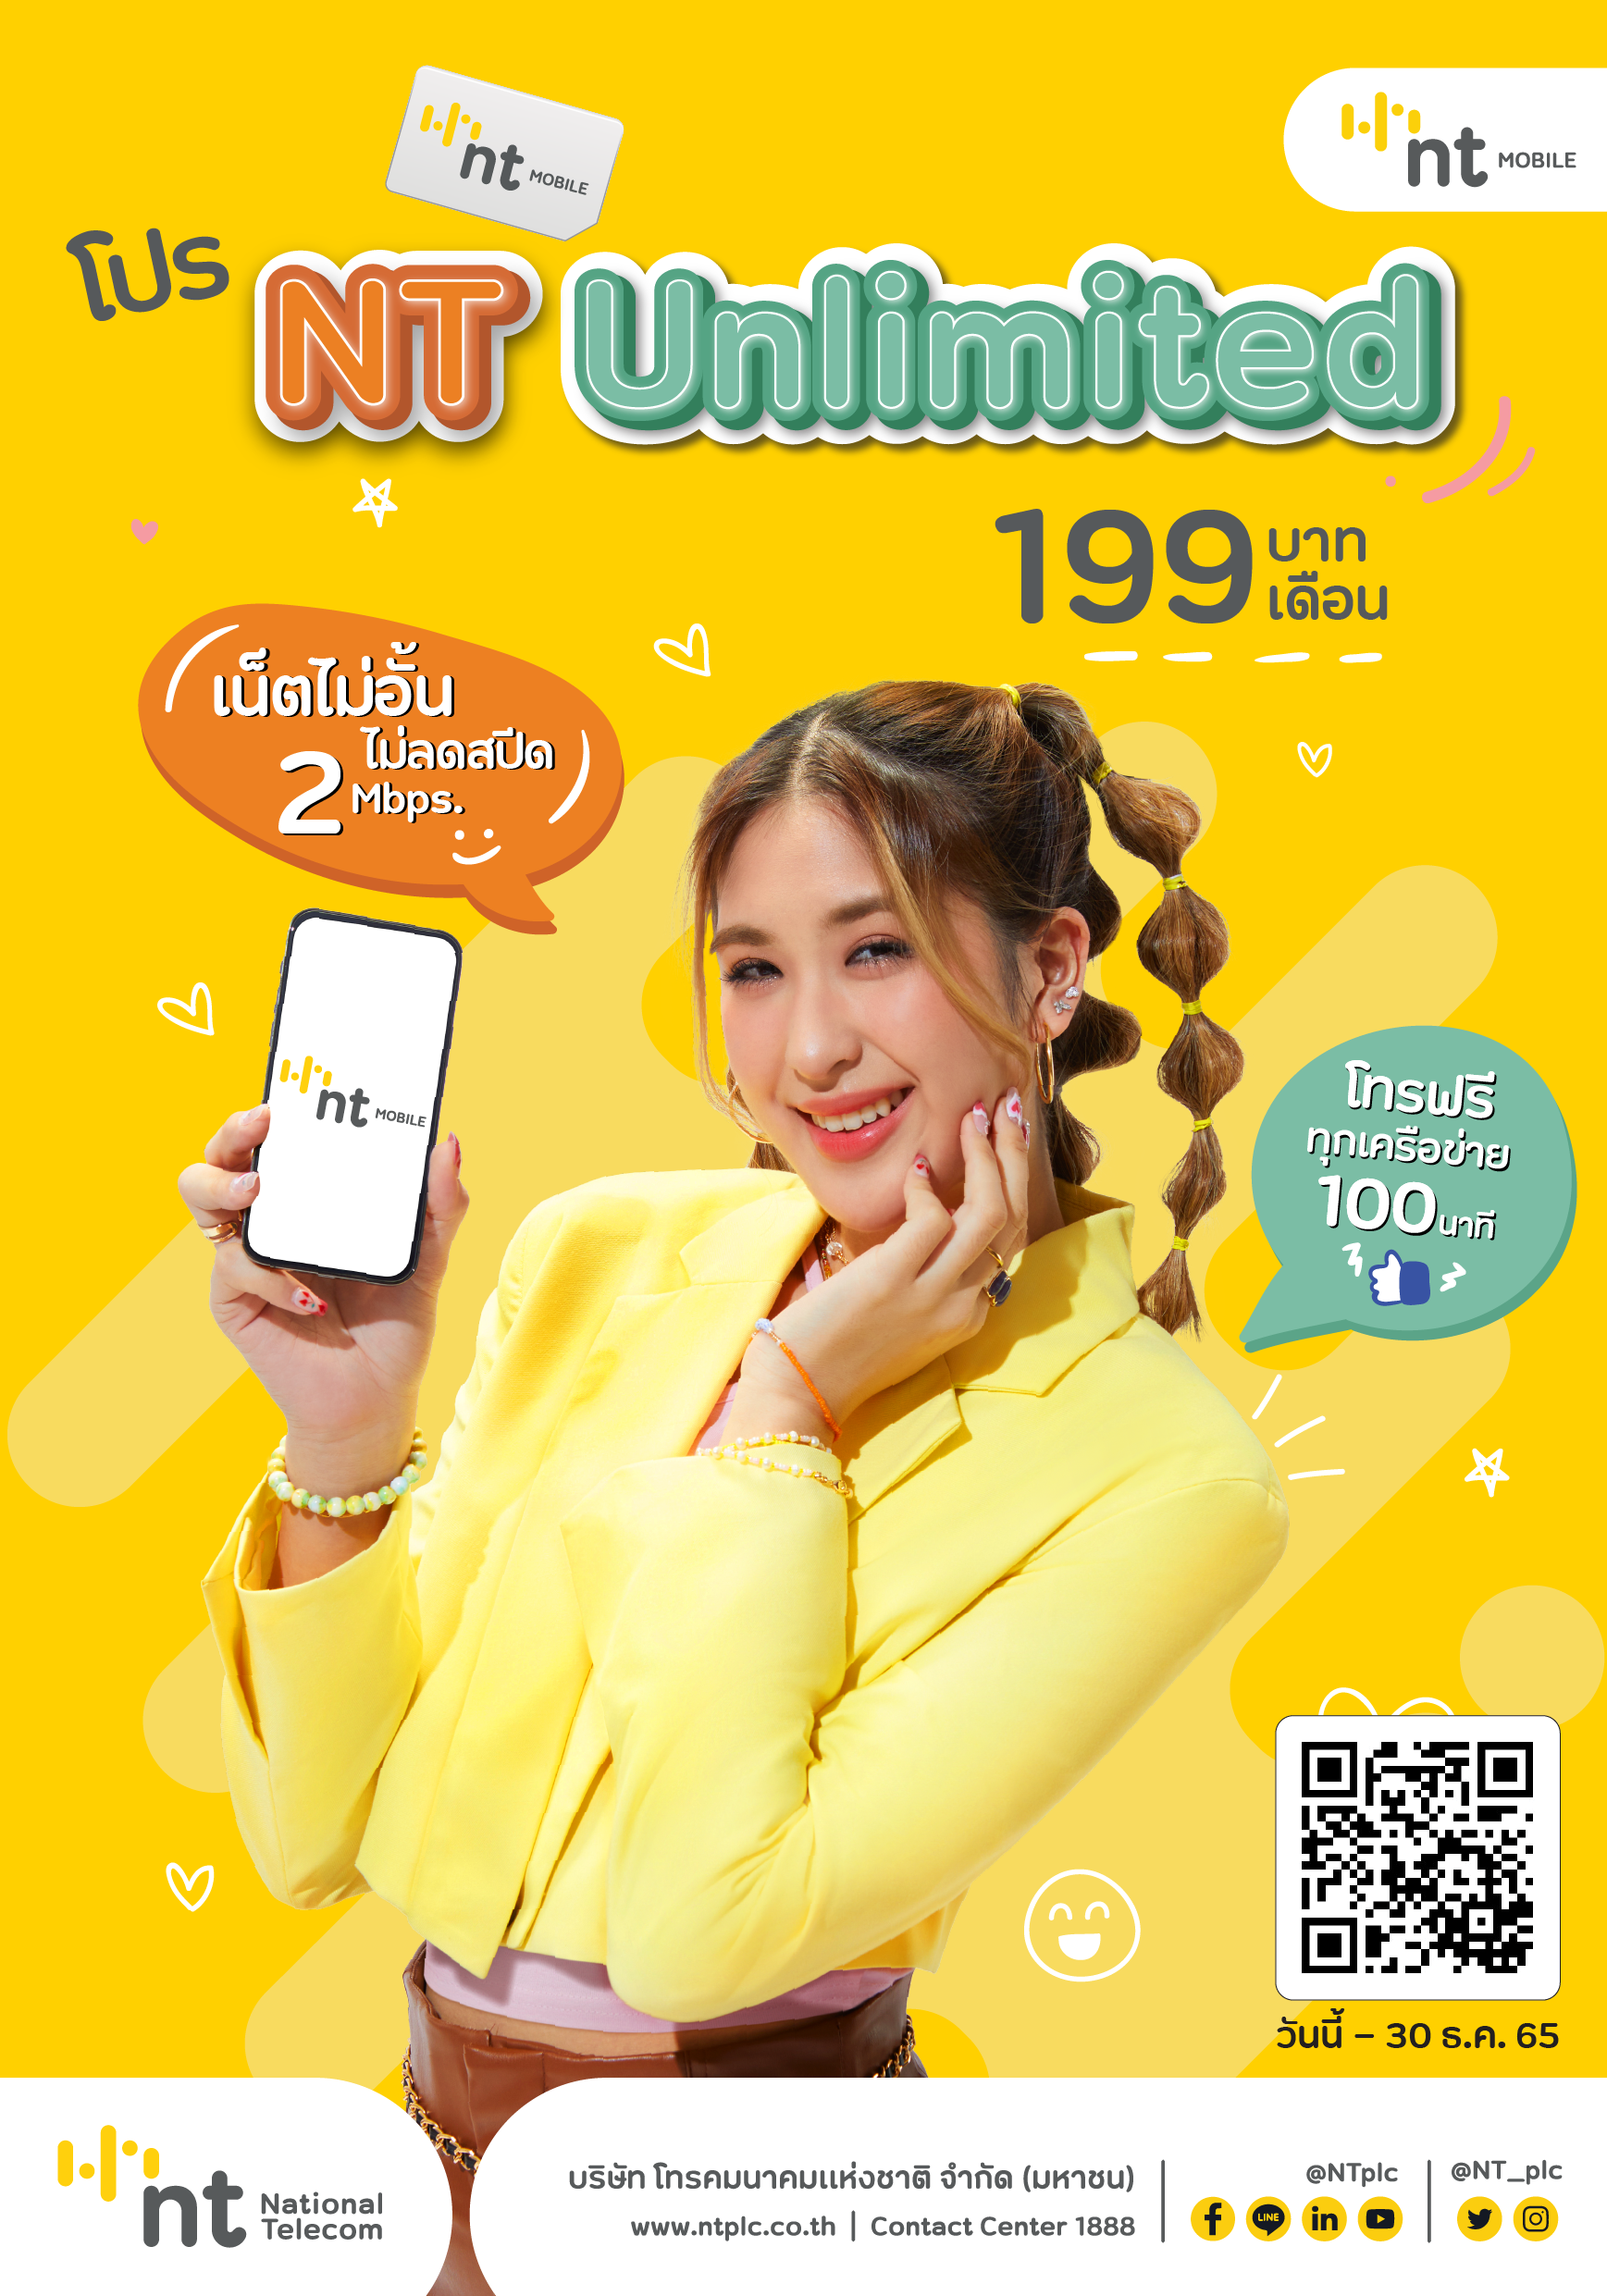 nt MOBILE
nt MOBILE
โปร NT Unlimited
199 บาท
เดือน
เน็ตไม่อั้น
ไม่ลดสปีด
2 Mbps.
nt MOBILE
โทรฟรี
ทุกเครือข่าย
100 นาที
วันนี้ – 30 ธ.ค. 65
nt National
Telecom
บริษัท โทรคมนาคมแห่งชาติ จำกัด (มหาชน)
www.ntplc.co.th | Contact Center 1888
@NTplc
LINE
in
@NT_plc